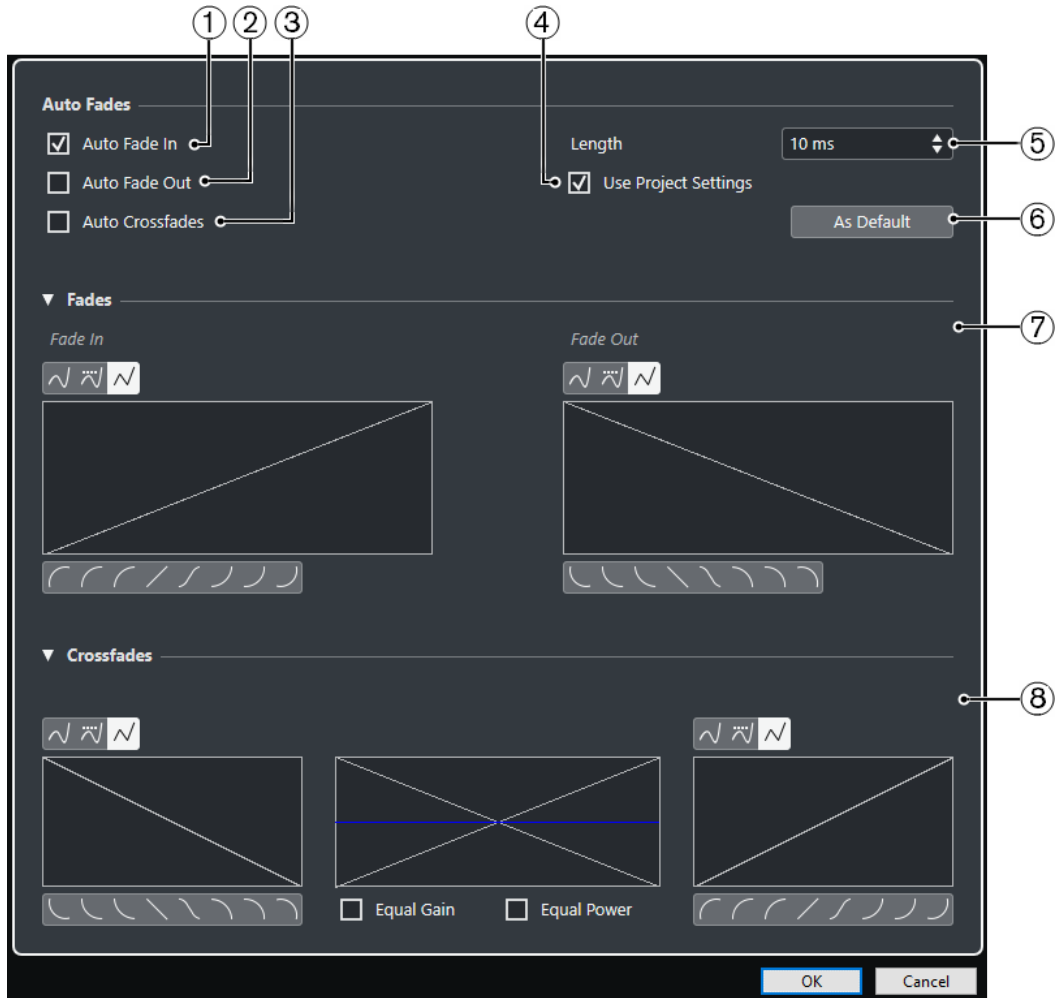 ① ② ③ ④
Auto Fades
Auto Fade In
Length 10 ms ⑤
Auto Fade Out
Use Project Settings
Auto Crossfades
As Default ⑥
Fades
⑦
Fade In Fade Out
Crossfades
⑧
Equal Gain Equal Power
OK Cancel